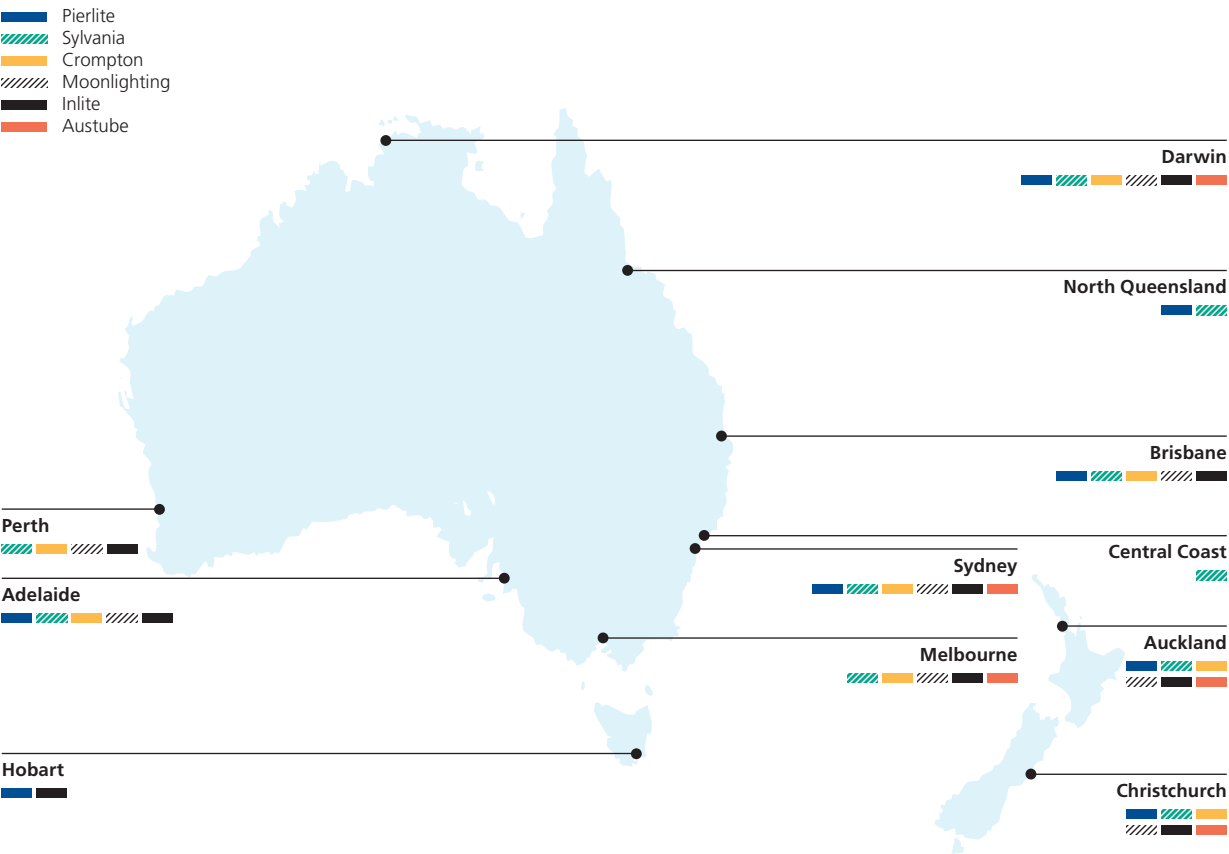 Pierlite
Sylvania
Crompton
Moonlighting
Inlite
Austube
Darwin
North Queensland
Brisbane
Perth
Central Coast
Sydney
Adelaide
Auckland
Melbourne
Hobart
Christchurch